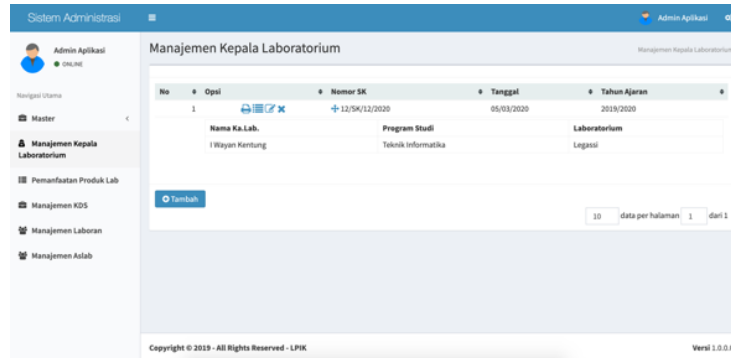 Sistem Administrasi
Admin Aplikasi
Admin Aplikasi
ONLINE
Navigasi Utama
Master
Manajemen Kepala
Laboratorium
Pemanfaatan Produk Lab
Manajemen KDS
Manajemen Laboran
Manajemen Aslab
Manajemen Kepala Laboratorium
Manajemen Kepala Laboratorium
No Opsi Nomor SK Tanggal Tahun Ajaran
1 12/SK/12/2020 05/03/2020 2019/2020
Nama Ka.Lab. Program Studi Laboratorium
I Wayan Kentung Teknik Informatika Legassi
Tambah
10 data per halaman 1 dari 1
Copyright © 2019 - All Rights Reserved - LPIK Versi 1.0.0.